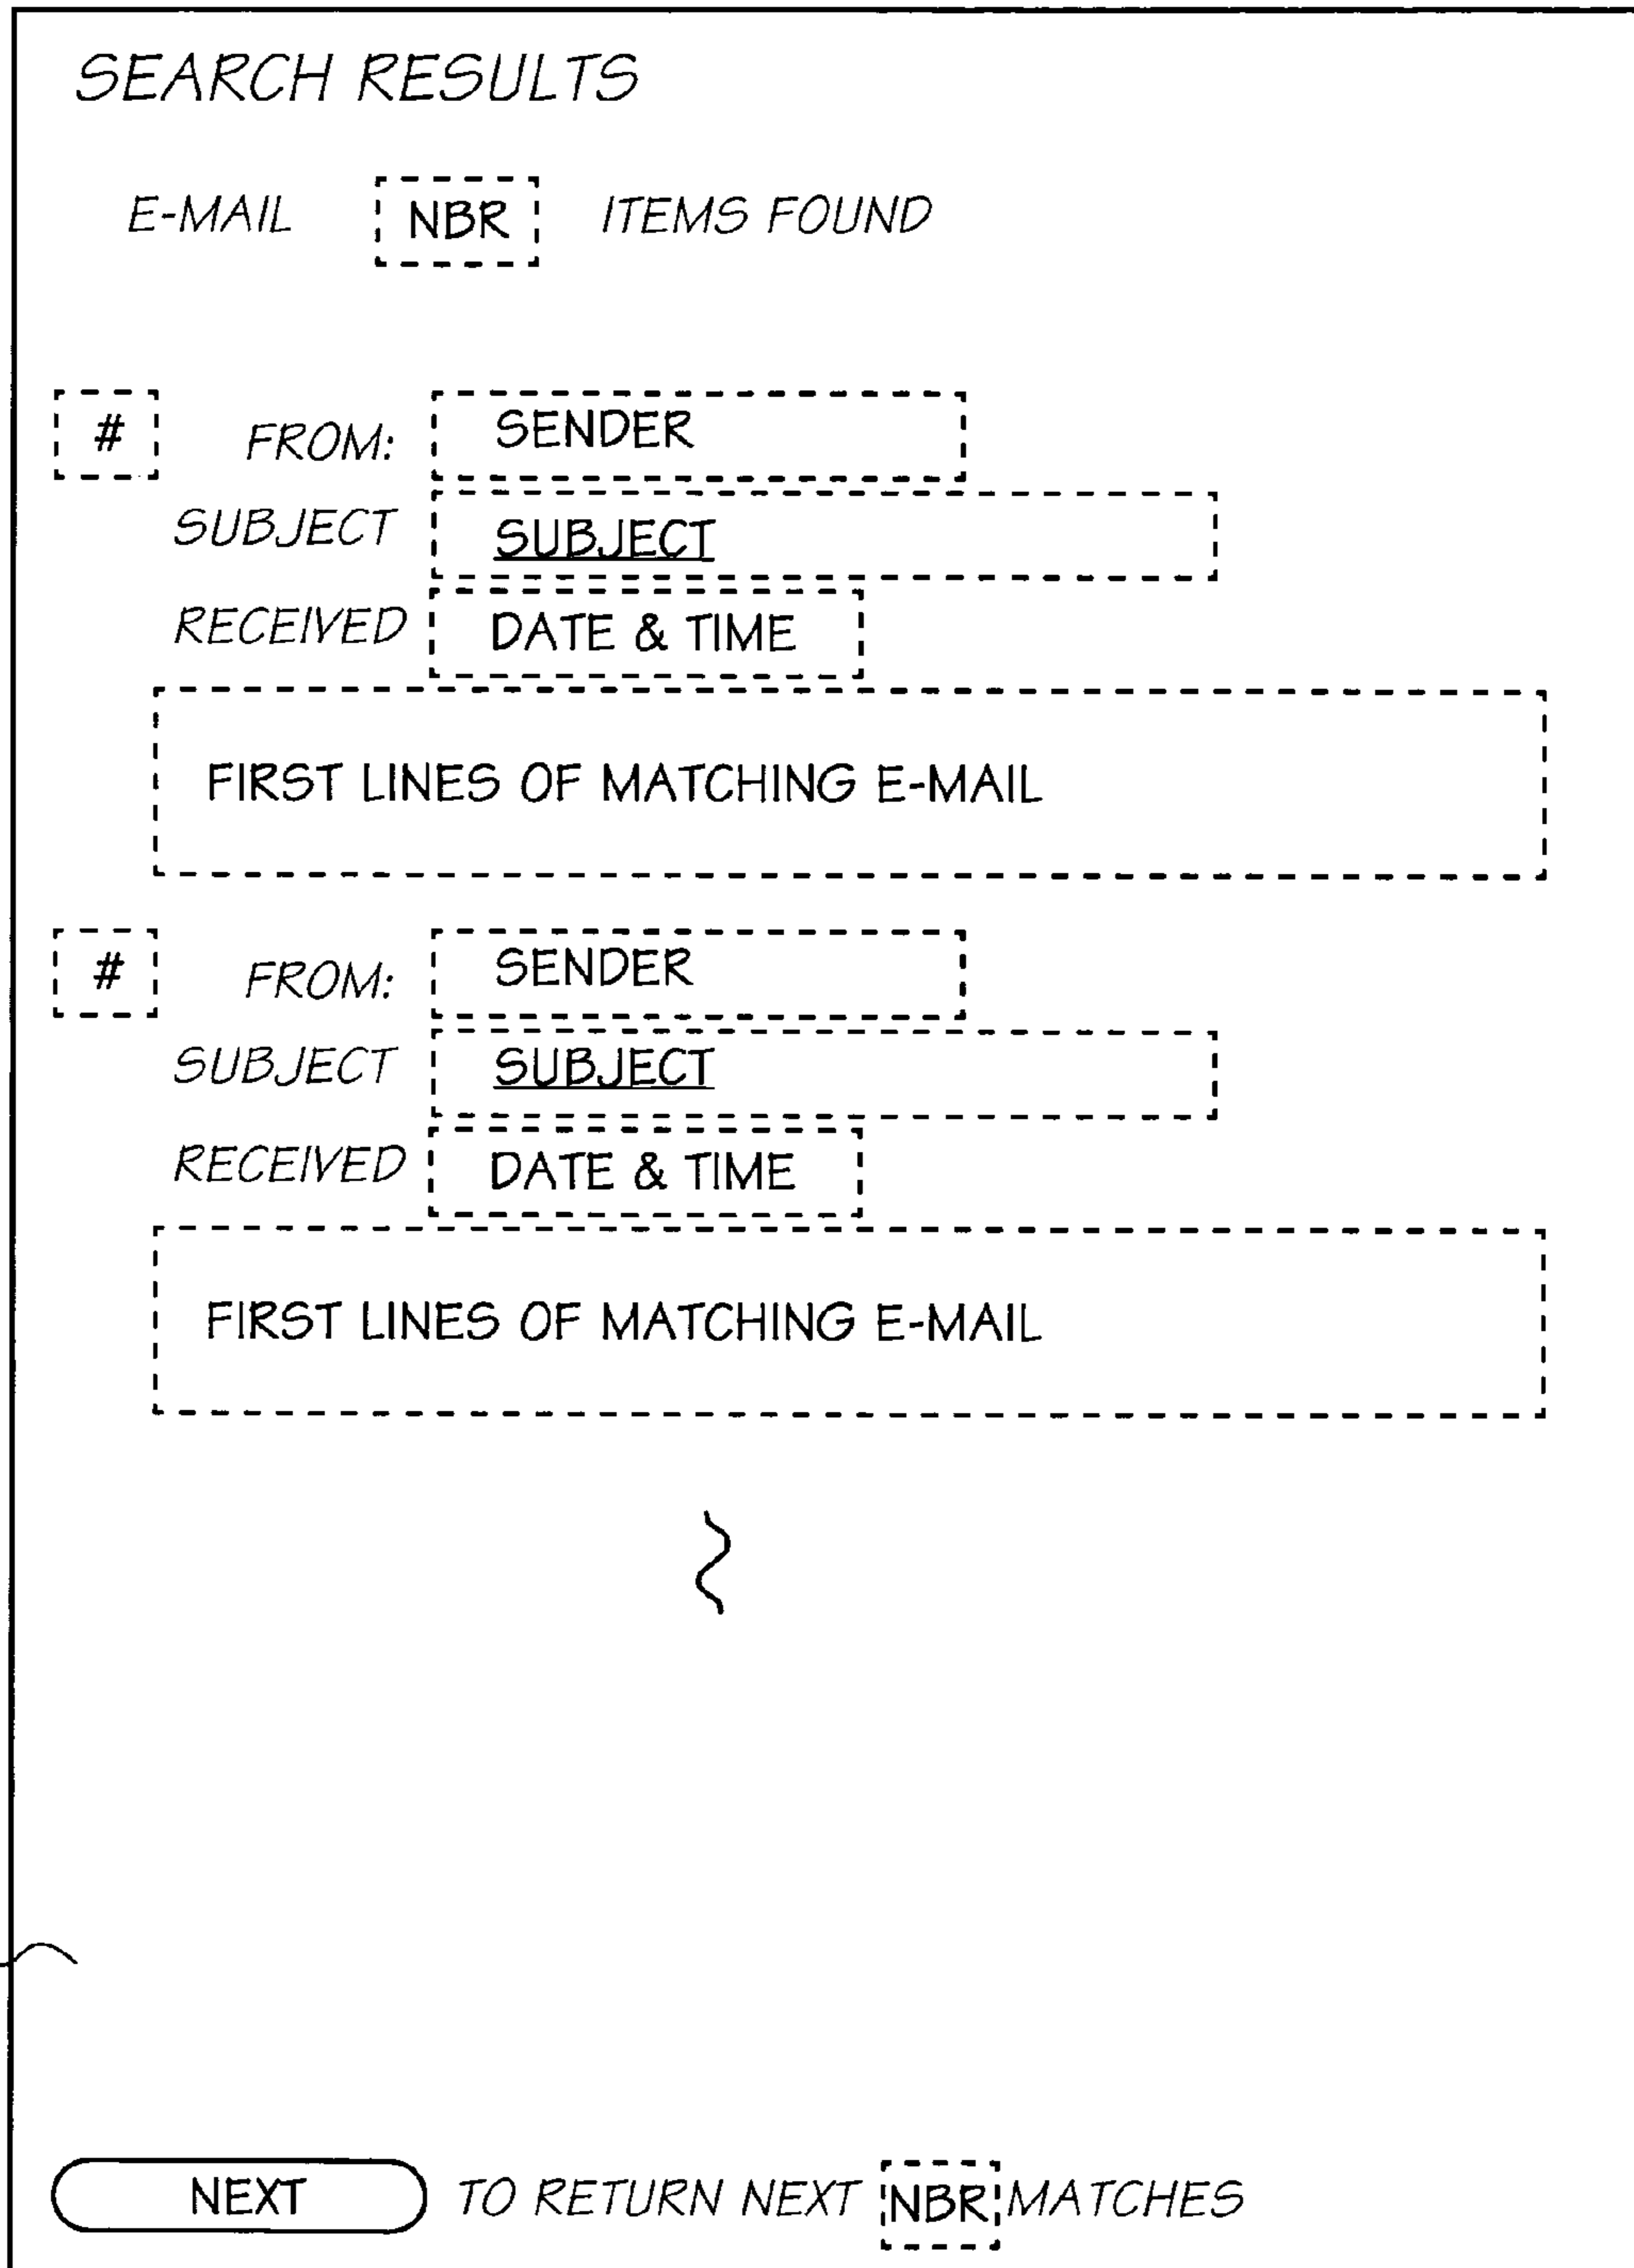 SEARCH RESULTS
E-MAIL NBR ITEMS FOUND
# FROM: SENDER
SUBJECT SUBJECT
RECEIVED DATE & TIME
FIRST LINES OF MATCHING E-MAIL
# FROM: SENDER
SUBJECT SUBJECT
RECEIVED DATE & TIME
FIRST LINES OF MATCHING E-MAIL
NEXT TO RETURN NEXT NBR MATCHES